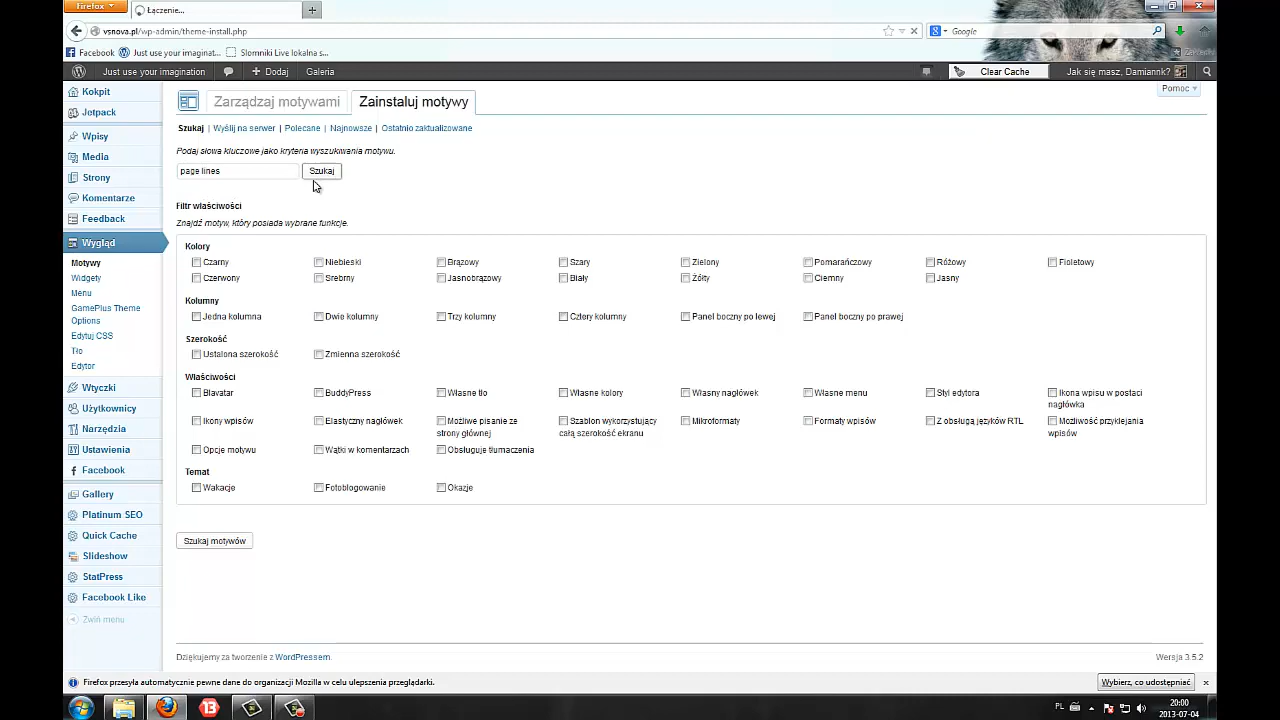 Firefox
Łączenie...
vsnova.pl/wp-admin/theme-install.php
Google
Facebook Just use your imaginat... Slomniki Live lokalna s...
Just use your imagination Dodaj Galeria Clear Cache Jak się masz, Damiannk?
Kokpit
Jetpack
Wpisy
Media
Strony
Komentarze
Feedback
Wygląd
Motywy
Widgety
Menu
GamePlus Theme
Options
Edytuj CSS
Tło
Edytor
Wtyczki
Użytkownicy
Narzędzia
Ustawienia
Facebook
Gallery
Platinum SEO
Quick Cache
Slideshow
StatPress
Facebook Like
Zwiń menu
Pomoc
Zarządzaj motywami Zainstaluj motywy
Szukaj | Wyślij na serwer | Polecane | Najnowsze | Ostatnio zaktualizowane
Podaj słowa kluczowe jako kryteria wyszukiwania motywu.
page lines Szukaj
Filtr właściwości
Znajdź motyw, który posiada wybrane funkcje.
Kolory
Czarny Niebieski Brązowy Szary Zielony Pomarańczowy Różowy Fioletowy
Czerwony Srebrny Jasnobrązowy Biały Żółty Ciemny Jasny
Kolumny
Jedna kolumna Dwie kolumny Trzy kolumny Cztery kolumny Panel boczny po lewej Panel boczny po prawej
Szerokość
Ustalona szerokość Zmienna szerokość
Właściwości
Blavatar BuddyPress Własne tło Własne kolory Własny nagłówek Własne menu Styl edytora Ikona wpisu w postaci
nagłówka
Ikony wpisów Elastyczny nagłówek Możliwe pisanie ze Szablon wykorzystujący Mikroformaty Formaty wpisów Z obsługą języków RTL Możliwość przyklejania
strony głównej całą szerokość ekranu wpisów
Opcje motywu Wątki w komentarzach Obsługuje tłumaczenia
Temat
Wakacje Fotoblogowanie Okazje
Szukaj motywów
Dziękujemy za tworzenie z WordPressem. Wersja 3.5.2
Firefox przesyła automatycznie pewne dane do organizacji Mozilla w celu ulepszenia przeglądarki. Wybierz, co udostępniać
13
PL 20:00
2013-07-04